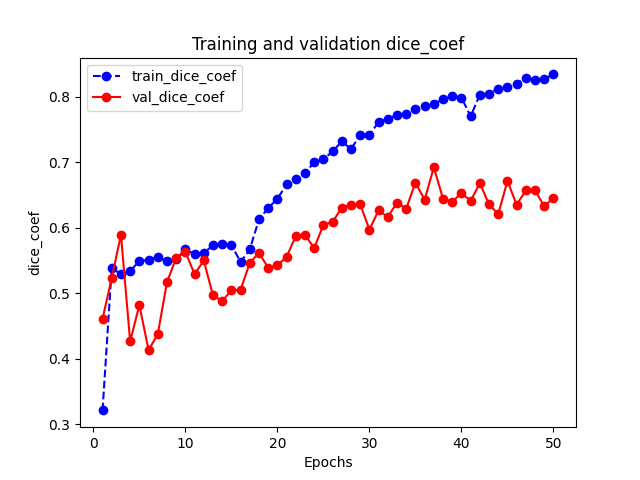 Training and validation dice_coef
train_dice_coef
val_dice_coef
dice_coef
0.8
0.7
0.6
0.5
0.4
0.3
0 10 20 30 40 50
Epochs